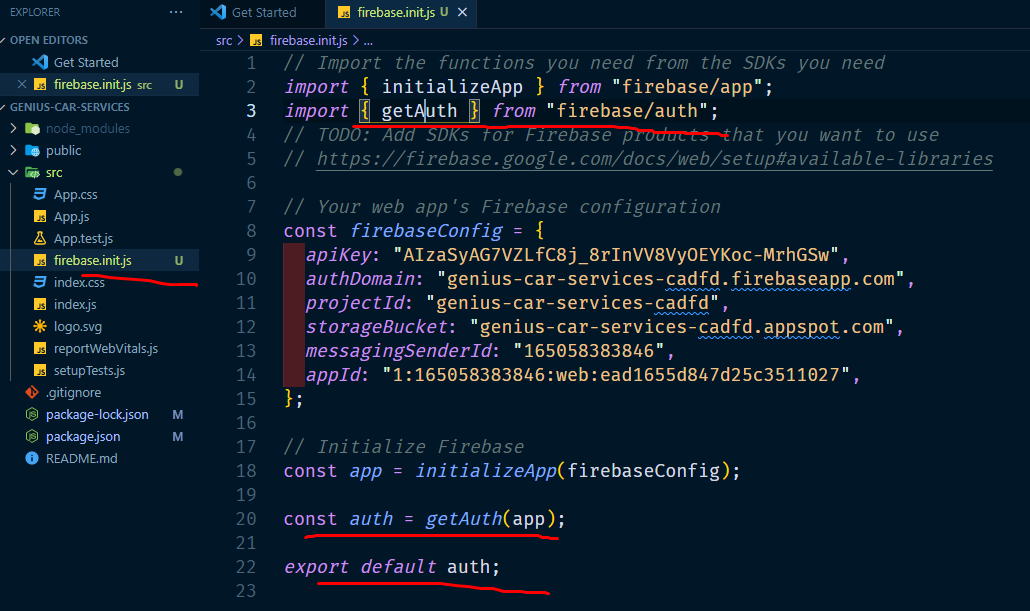 EXPLORER ...
Get Started
JS firebase.init.js U
OPEN EDITORS
Get Started
JS firebase.init.js src U
GENIUS-CAR-SERVICES
node_modules
public
src
App.css
JS App.js
App.test.js
JS firebase.init.js U
index.css
JS index.js
logo.svg
JS reportWebVitals.js
JS setupTests.js
.gitignore
package-lock.json M
package.json M
README.md
src > JS firebase.init.js > ...
1 // Import the functions you need from the SDKs you need
2 import { initializeApp } from "firebase/app";
3 import { getAuth } from "firebase/auth";
4 // TODO: Add SDKs for Firebase products that you want to use
5 // https://firebase.google.com/docs/web/setup#available-libraries
6
7 // Your web app's Firebase configuration
8 const firebaseConfig = {
9 apiKey: "AIzaSyAG7VZLfC8j_8rInVV8VyOEYKoc-MrhGSw",
10 authDomain: "genius-car-services-cadfd.firebaseapp.com",
11 projectId: "genius-car-services-cadfd",
12 storageBucket: "genius-car-services-cadfd.appspot.com",
13 messagingSenderId: "165058383846",
14 appId: "1:165058383846:web:ead1655d847d25c3511027",
15 };
16
17 // Initialize Firebase
18 const app = initializeApp(firebaseConfig);
19
20 const auth = getAuth(app);
21
22 export default auth;
23